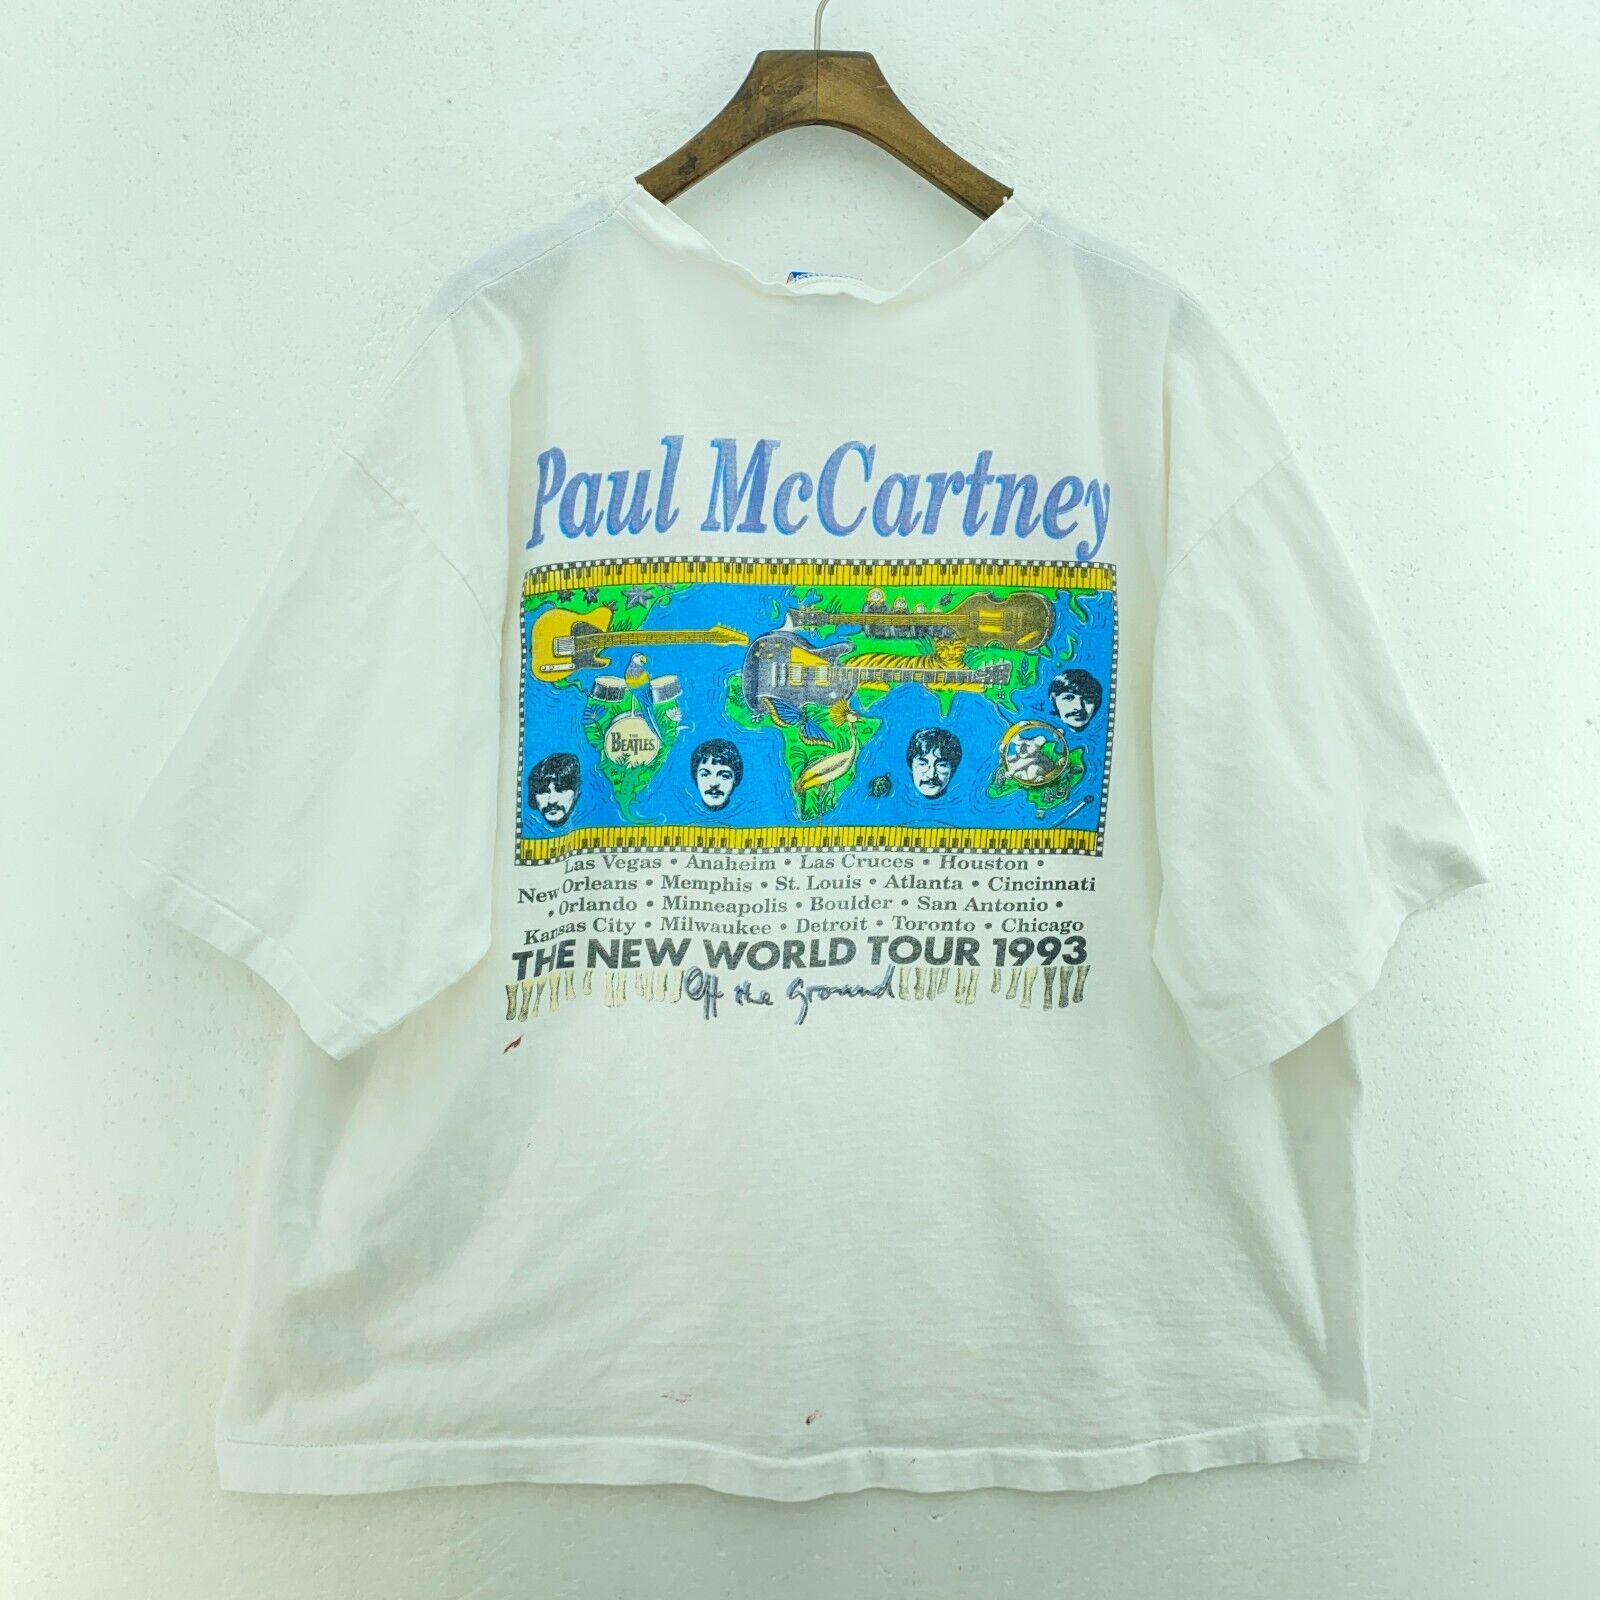 Paul McCartney
THE
BEATLES
Las Vegas • Anaheim • Las Cruces • Houston •
New Orleans • Memphis • St. Louis • Atlanta • Cincinnati
• Orlando • Minneapolis • Boulder • San Antonio •
Kansas City • Milwaukee • Detroit • Toronto • Chicago
THE NEW WORLD TOUR 1993
Off the Ground